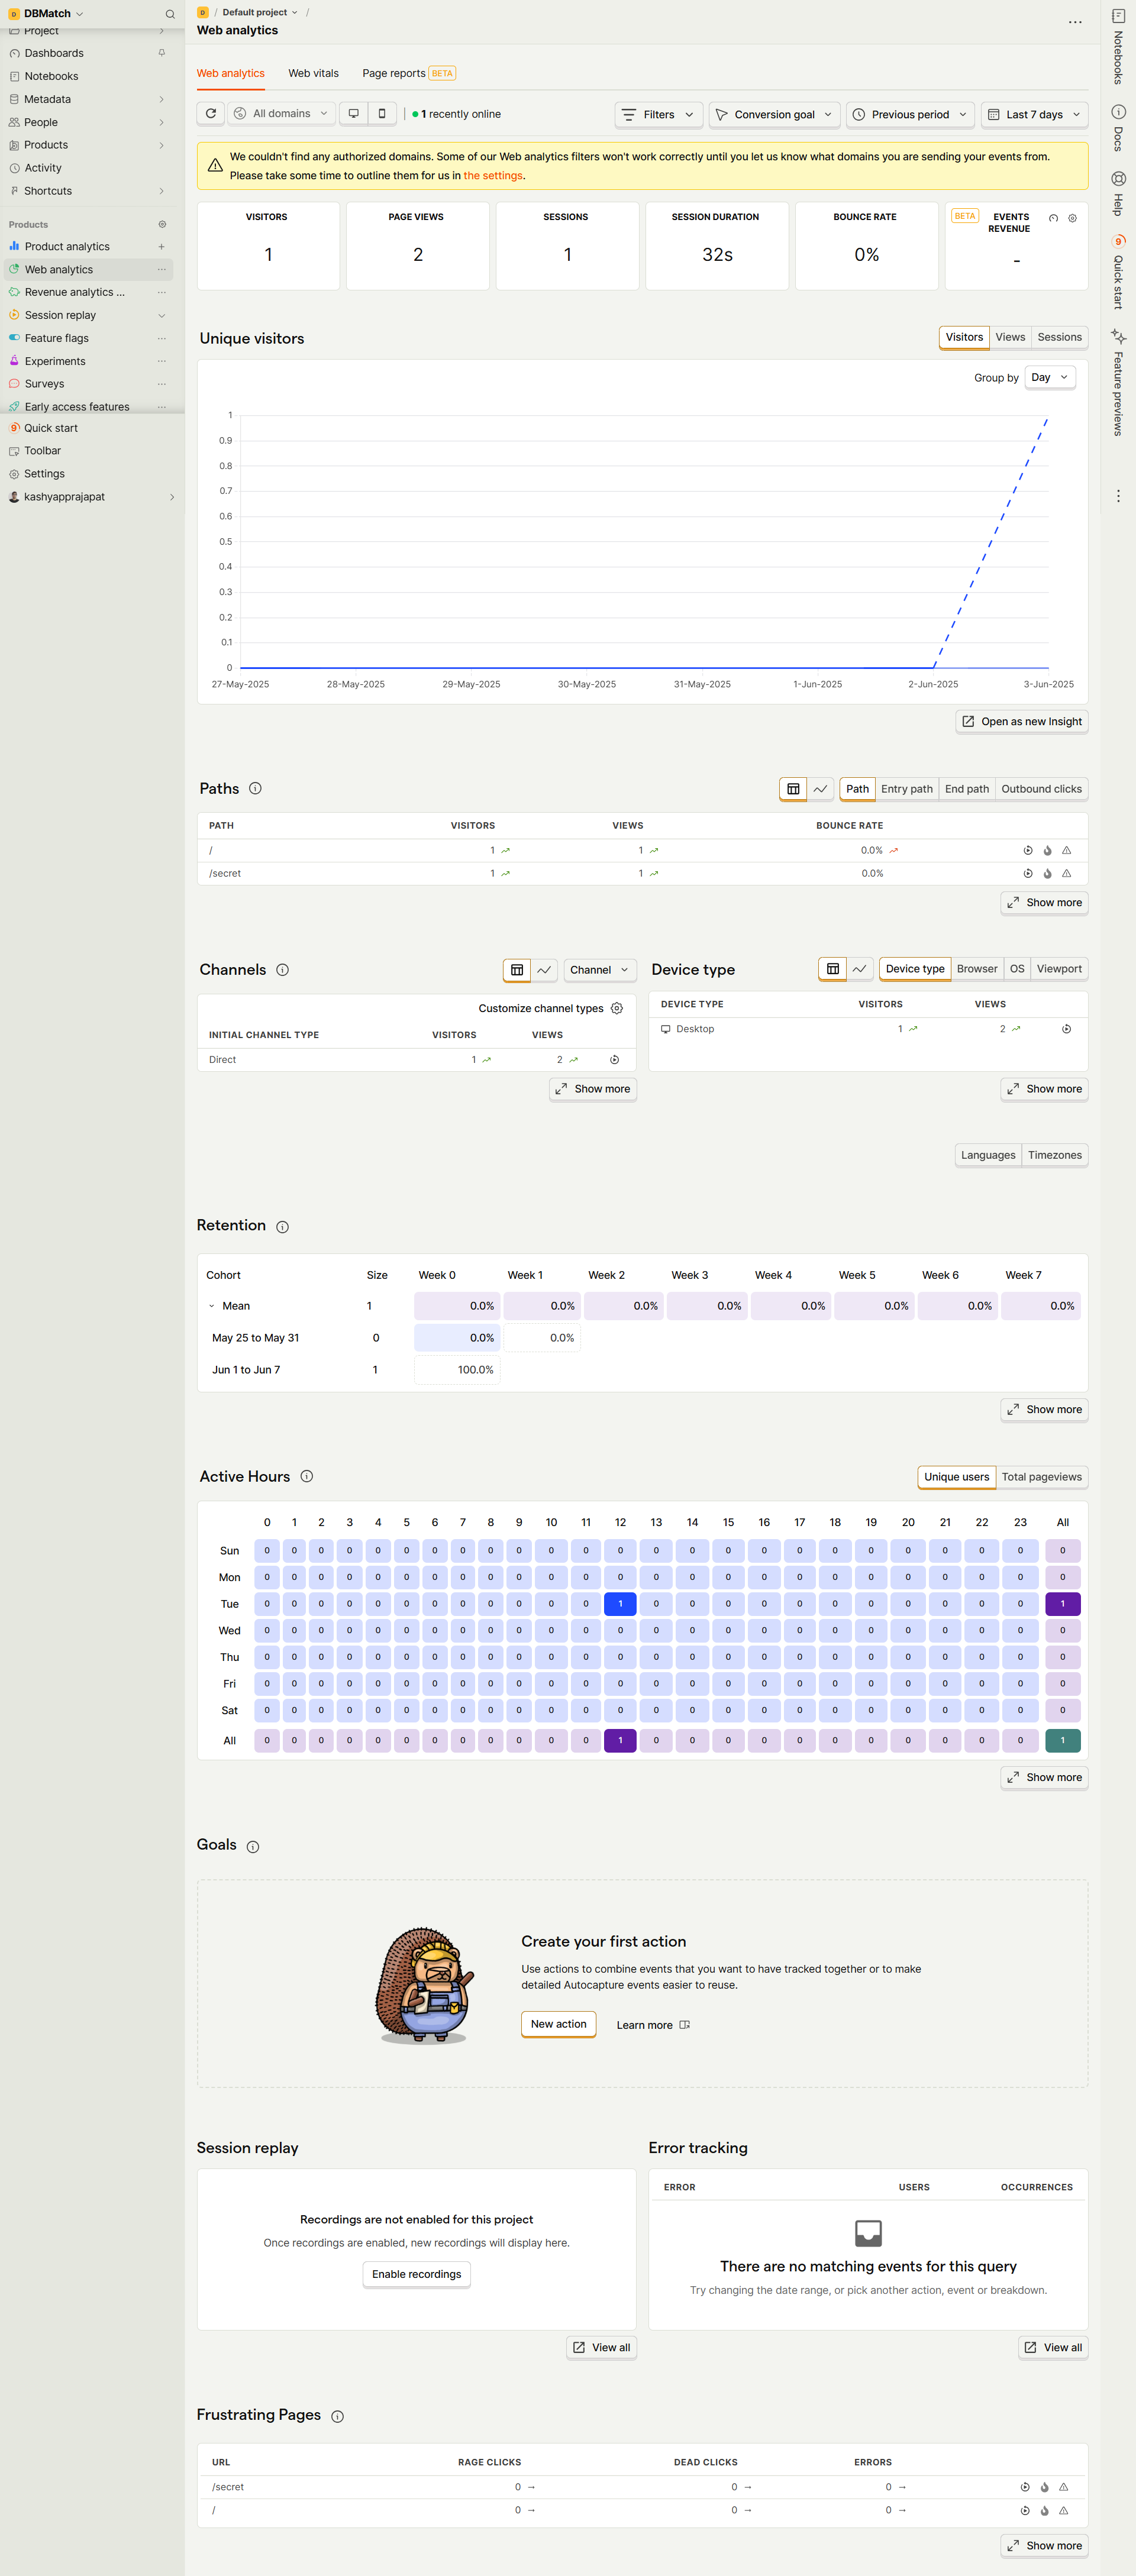 D DBMatch
Project
Dashboards
Notebooks
Metadata
People
Products
Activity
Shortcuts
Products
Product analytics
Web analytics
Revenue analytics ...
Session replay
Feature flags
Experiments
Surveys
Early access features
9 Quick start
Toolbar
Settings
kashyapprajapat
D / Default project /
Web analytics
Web analytics Web vitals Page reports BETA
All domains 1 recently online Filters Conversion goal Previous period Last 7 days
We couldn't find any authorized domains. Some of our Web analytics filters won't work correctly until you let us know what domains you are sending your events from.
Please take some time to outline them for us in the settings.
VISITORS PAGE VIEWS SESSIONS SESSION DURATION BOUNCE RATE BETA EVENTS
REVENUE
1 2 1 32s 0% -
Unique visitors Visitors Views Sessions
Group by Day
1
0.9
0.8
0.7
0.6
0.5
0.4
0.3
0.2
0.1
0
27-May-2025 28-May-2025 29-May-2025 30-May-2025 31-May-2025 1-Jun-2025 2-Jun-2025 3-Jun-2025
Open as new Insight
Paths Path Entry path End path Outbound clicks
PATH VISITORS VIEWS BOUNCE RATE
/ 1 1 0.0%
/secret 1 1 0.0%
Show more
Channels Channel
Customize channel types
INITIAL CHANNEL TYPE VISITORS VIEWS
Direct 1 2
Show more
Device type Device type Browser OS Viewport
DEVICE TYPE VISITORS VIEWS
Desktop 1 2
Show more
Languages Timezones
Retention
Cohort Size Week 0 Week 1 Week 2 Week 3 Week 4 Week 5 Week 6 Week 7
Mean 1 0.0% 0.0% 0.0% 0.0% 0.0% 0.0% 0.0% 0.0%
May 25 to May 31 0 0.0% 0.0%
Jun 1 to Jun 7 1 100.0%
Show more
Active Hours Unique users Total pageviews
0 1 2 3 4 5 6 7 8 9 10 11 12 13 14 15 16 17 18 19 20 21 22 23 All
Sun 0 0 0 0 0 0 0 0 0 0 0 0 0 0 0 0 0 0 0 0 0 0 0 0 0
Mon 0 0 0 0 0 0 0 0 0 0 0 0 0 0 0 0 0 0 0 0 0 0 0 0 0
Tue 0 0 0 0 0 0 0 0 0 0 0 0 1 0 0 0 0 0 0 0 0 0 0 0 1
Wed 0 0 0 0 0 0 0 0 0 0 0 0 0 0 0 0 0 0 0 0 0 0 0 0 0
Thu 0 0 0 0 0 0 0 0 0 0 0 0 0 0 0 0 0 0 0 0 0 0 0 0 0
Fri 0 0 0 0 0 0 0 0 0 0 0 0 0 0 0 0 0 0 0 0 0 0 0 0 0
Sat 0 0 0 0 0 0 0 0 0 0 0 0 0 0 0 0 0 0 0 0 0 0 0 0 0
All 0 0 0 0 0 0 0 0 0 0 0 0 1 0 0 0 0 0 0 0 0 0 0 0 1
Show more
Goals
Create your first action
Use actions to combine events that you want to have tracked together or to make
detailed Autocapture events easier to reuse.
New action Learn more
Session replay
Recordings are not enabled for this project
Once recordings are enabled, new recordings will display here.
Enable recordings
View all
Error tracking
ERROR USERS OCCURRENCES
There are no matching events for this query
Try changing the date range, or pick another action, event or breakdown.
View all
Frustrating Pages
URL RAGE CLICKS DEAD CLICKS ERRORS
/secret 0 → 0 → 0 →
/ 0 → 0 → 0 →
Show more
Notebooks
Docs
Help
9 Quick start
Feature previews